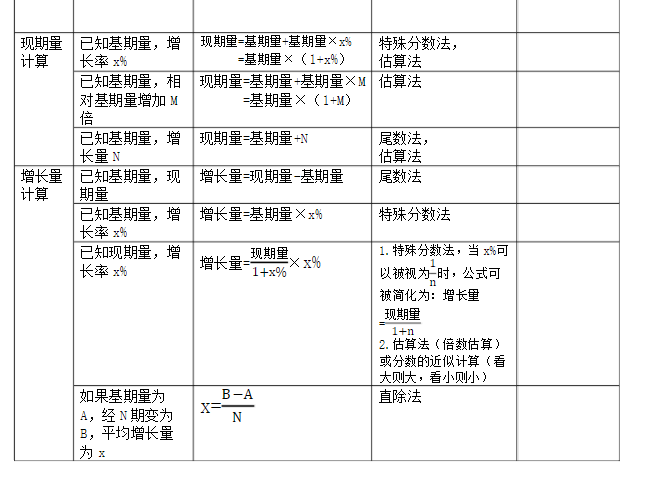 现期量计算
已知基期量，增长率 x%
现期量=基期量+基期量×x%
=基期量×（1+x%）
特殊分数法，
估算法
已知基期量，相对基期量增加 M 倍
现期量=基期量+基期量×M
=基期量×（1+M）
估算法
已知基期量，增长量 N
现期量=基期量+N
尾数法，
估算法
增长量计算
已知基期量，现期量
增长量=现期量-基期量
尾数法
已知基期量，增长率 x%
增长量=基期量×x%
特殊分数法
已知现期量，增长率 x%
增长量=现期量/1+x%×x%
1.特殊分数法，当 x%可
以被视为1/n时，公式可
被简化为：增长量
=现期量/1+n
2.估算法（倍数估算）
或分数的近似计算（看
大则大，看小则小）
如果基期量为
A，经 N 期变为
B，平均增长量
为 x
x=B-A/N
直除法